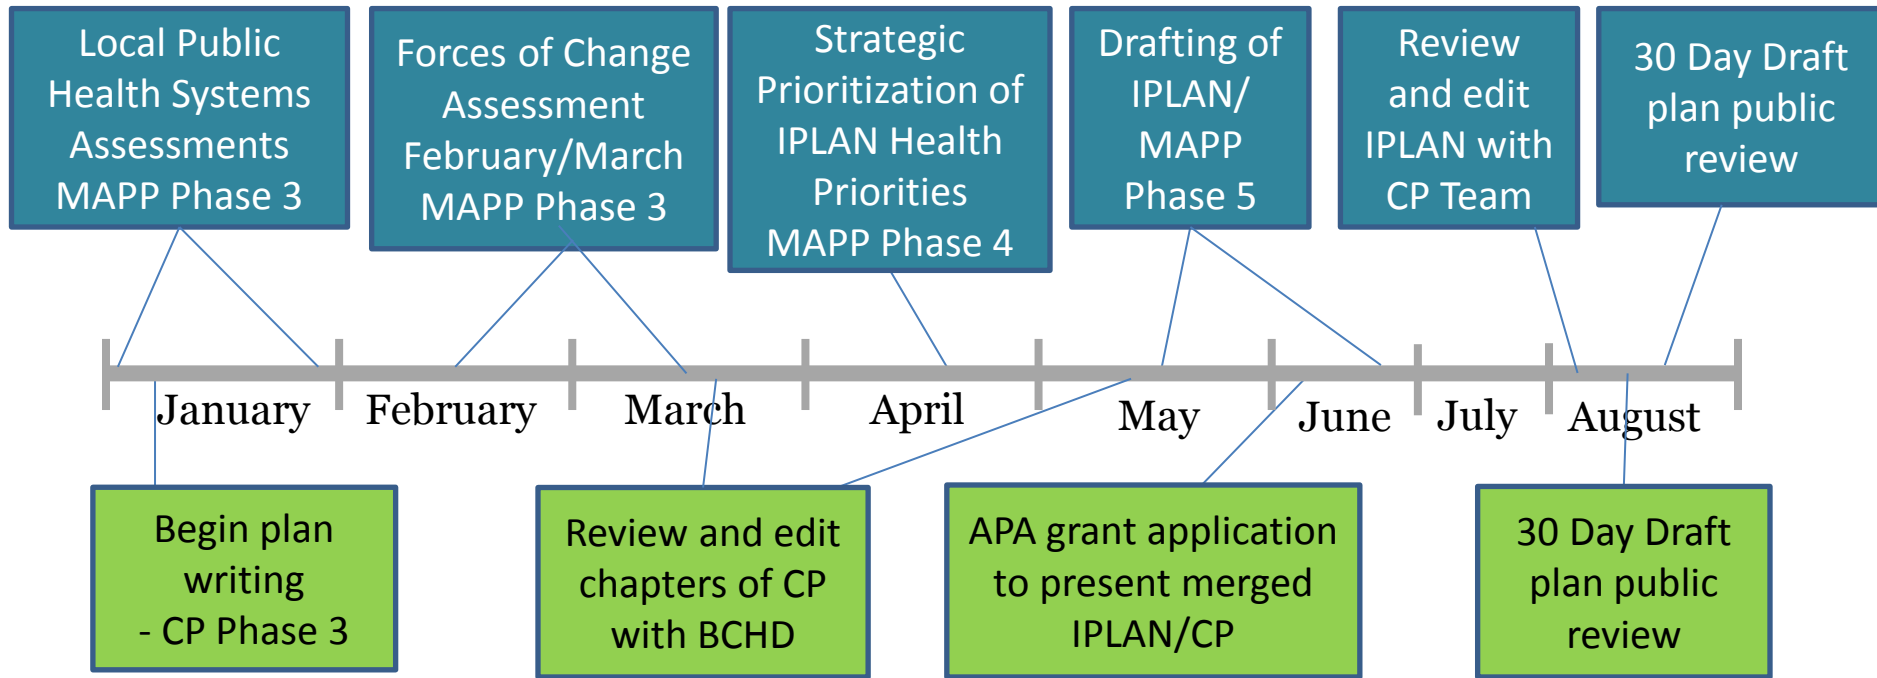 Local Public
Health Systems
Assessments
MAPP Phase 3
Forces of Change
Assessment
February/March
MAPP Phase 3
Strategic
Prioritization of
IPLAN Health
Priorities
MAPP Phase 4
Drafting of
IPLAN/
MAPP
Phase 5
Review
and edit
IPLAN with
CP Team
30 Day Draft
plan public
review
January
February
March
April
May
June
July
August
Begin plan
writing
- CP Phase 3
Review and edit
chapters of CP
with BCHD
APA grant application
to present merged
IPLAN/CP
30 Day Draft
plan public
review